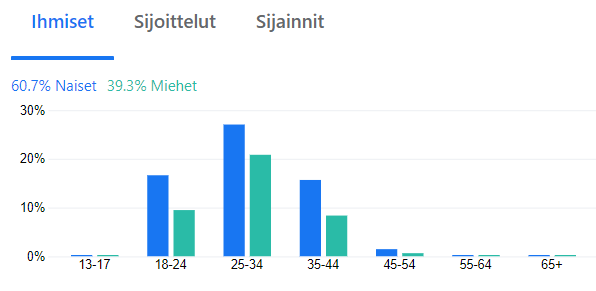 Ihmiset Sijoittelut Sijainnit
60.7% Naiset 39.3% Miehet
30%
20%
10%
0%
13-17 18-24 25-34 35-44 45-54 55-64 65+